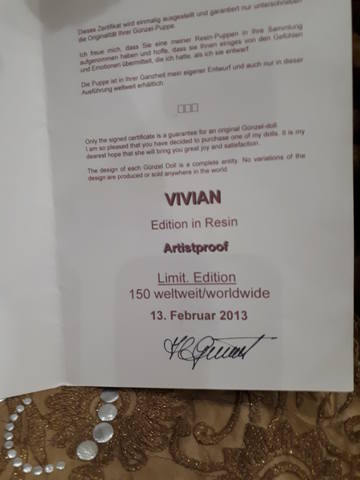 Dieses Zertifikat wird einmalig ausgestellt und garantiert nur unterschrieben
die Originalität Ihrer Günzel-Puppe.
Ich freue mich, dass Sie eine meiner Resin-Puppen in Ihre Sammlung
aufgenommen haben und hoffe, dass sie Ihnen einiges von den Gefühlen
und Emotionen übermittelt, die ich hatte, als ich sie entwarf.
Die Puppe ist in ihrer Ganzheit mein eigener Entwurf und auch nur in dieser
Ausführung weltweit erhältlich.
Only the signed certificate is a guarantee for an original Günzel-doll.
I am so pleased that you have decided to purchase one of my dolls. It is my
dearest hope that she will bring you great joy and satisfaction.
The design of each Günzel Doll is a complete entity. No variations of the
design are produced or sold anywhere in the world.
VIVIAN
Edition in Resin
Artistproof
Limit. Edition
150 weltweit/worldwide
13. Februar 2013